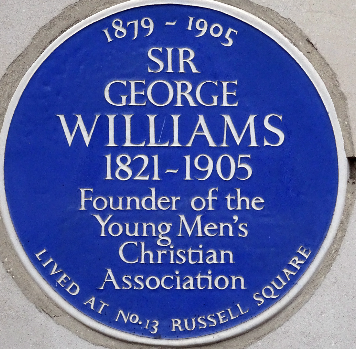 1879 ~ 1905
SIR
GEORGE
WILLIAMS
1821~1905
Founder of the
Young Men's
Christian
Association
LIVED AT No.13 RUSSELL SQUARE